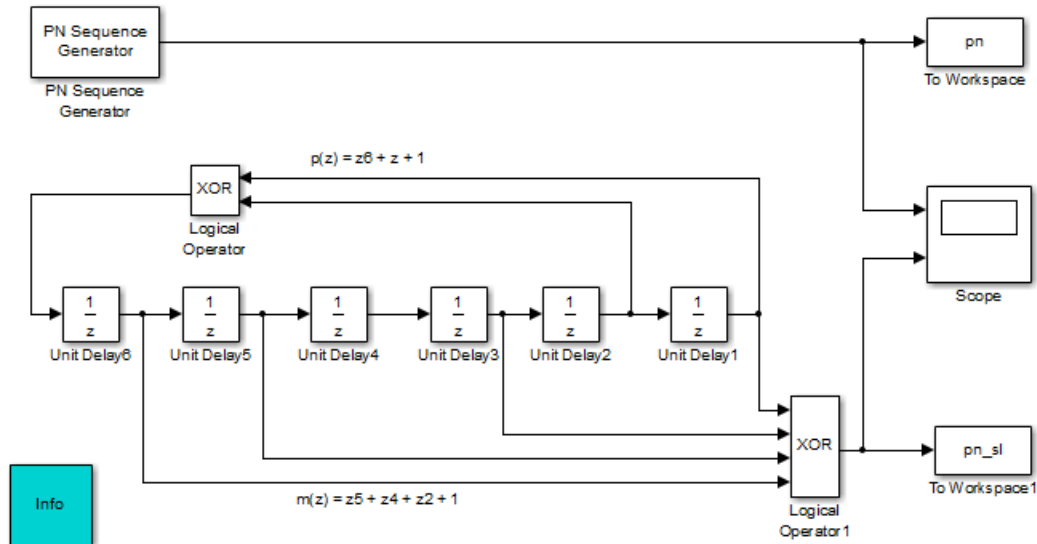 PN Sequence
Generator
PN Sequence
Generator
pn
To Workspace
p(z) = z6 + z + 1
XOR
Logical
Operator
Scope
1
z
Unit Delay6
1
z
Unit Delay5
1
z
Unit Delay4
1
z
Unit Delay3
1
z
Unit Delay2
1
z
Unit Delay1
XOR
Logical
Operator1
pn_sl
To Workspace1
Info
m(z) = z5 + z4 + z2 + 1